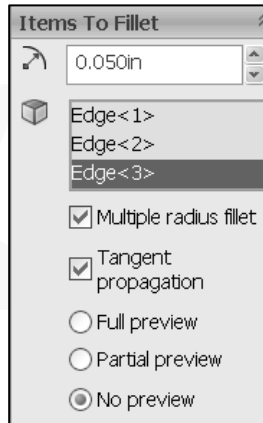 Items To Fillet
0.050in
Edge<1>
Edge<2>
Edge<3>
Multiple radius fillet
Tangent
propagation
Full preview
Partial preview
No preview